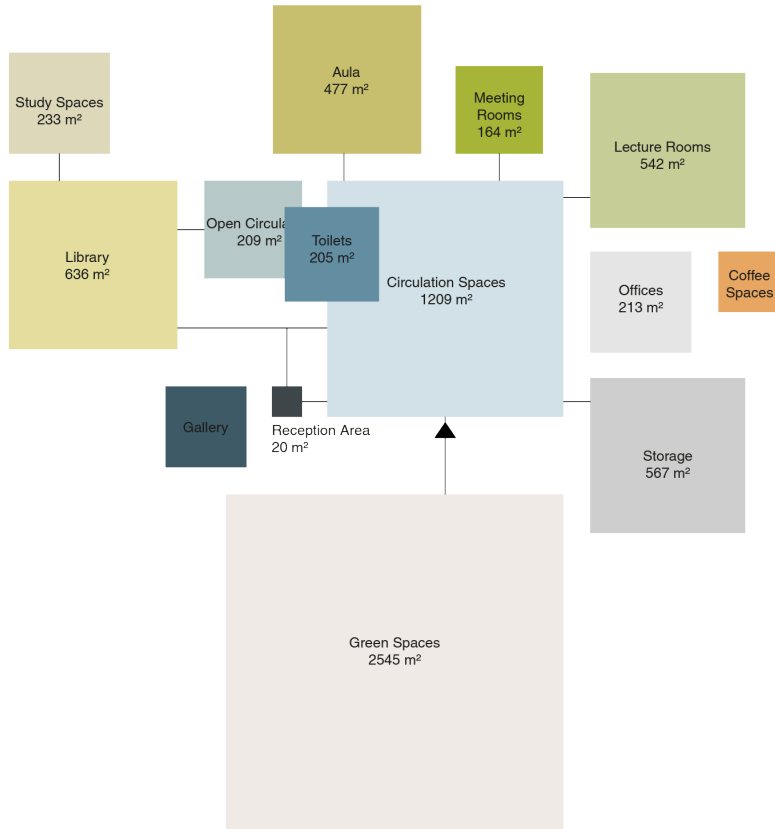 Aula
477 m²
Study Spaces
233 m²
Meeting
Rooms
164 m²
Lecture Rooms
542 m²
Open Circula
209 m²
Toilets
205 m²
Library
636 m²
Circulation Spaces
1209 m²
Offices
213 m²
Coffee
Spaces
Gallery
Reception Area
20 m²
Storage
567 m²
Green Spaces
2545 m²